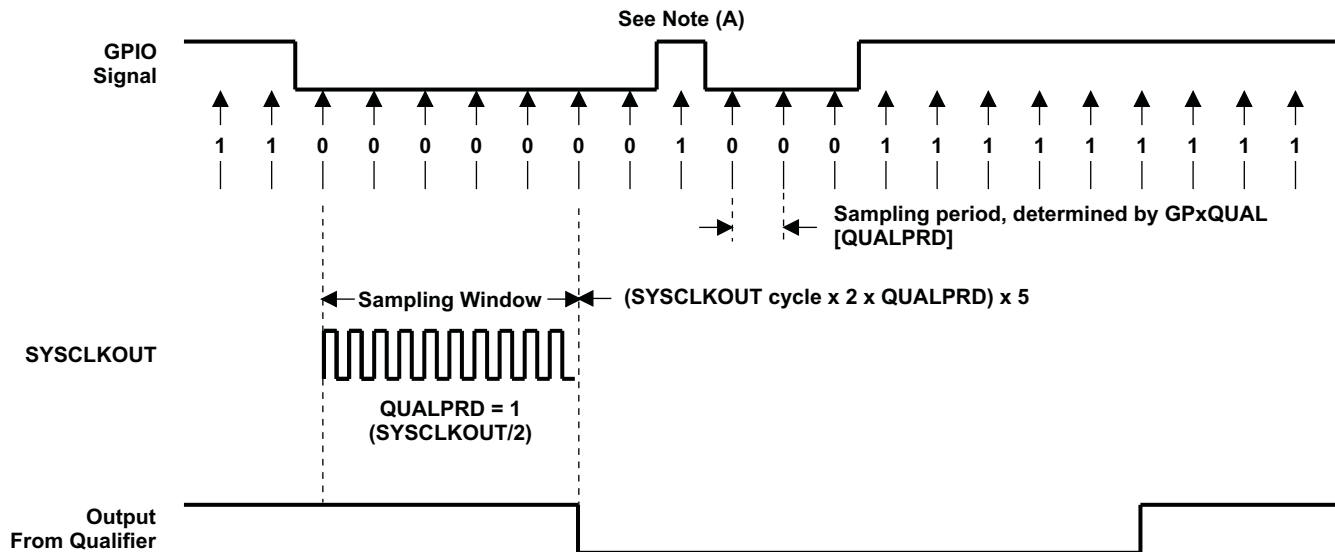 See Note (A)
GPIO
Signal
1 1 0 0 0 0 0 0 0 1 0 0 0 1 1 1 1 1 1 1 1 1
Sampling period, determined by GPxQUAL
[QUALPRD]
Sampling Window
(SYSCLKOUT cycle x 2 x QUALPRD) x 5
SYSCLKOUT
QUALPRD = 1
(SYSCLKOUT/2)
Output
From Qualifier